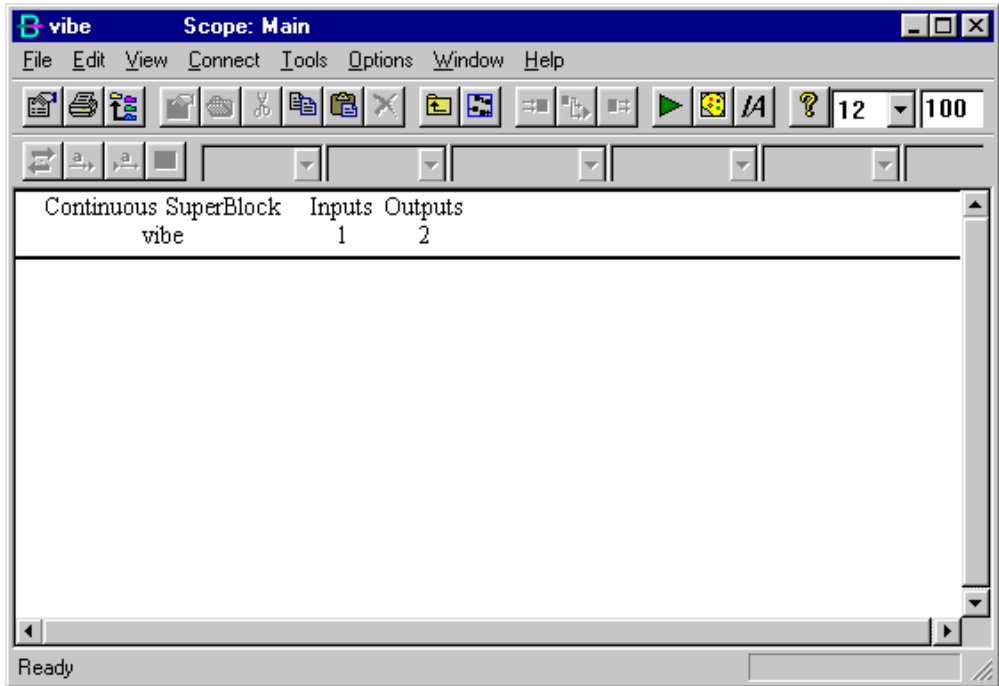 vibe Scope: Main
File Edit View Connect Tools Options Window Help
12 100
a a
Continuous SuperBlock Inputs Outputs
vibe 1 2
Ready